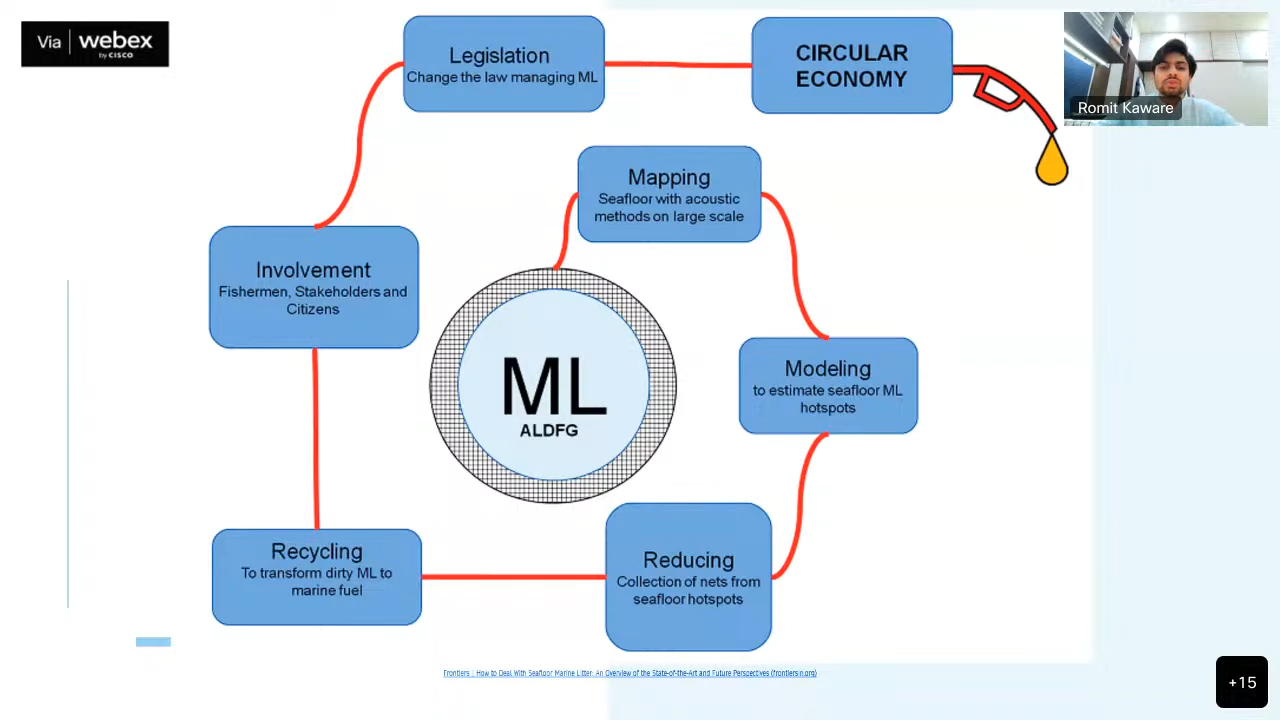 Via webex
by CISCO
Legislation
Change the law managing ML
CIRCULAR
ECONOMY
Romit Kaware
Mapping
Seafloor with acoustic
methods on large scale
Involvement
Fishermen, Stakeholders and
Citizens
ML
ALDFG
Modeling
to estimate seafloor ML
hotspots
Recycling
To transform dirty ML to
marine fuel
Reducing
Collection of nets from
seafloor hotspots
Frontiers | How to Deal With Seafloor Marine Litter: An Overview of the State-of-the-Art and Future Perspectives (frontiersin.org)
+15